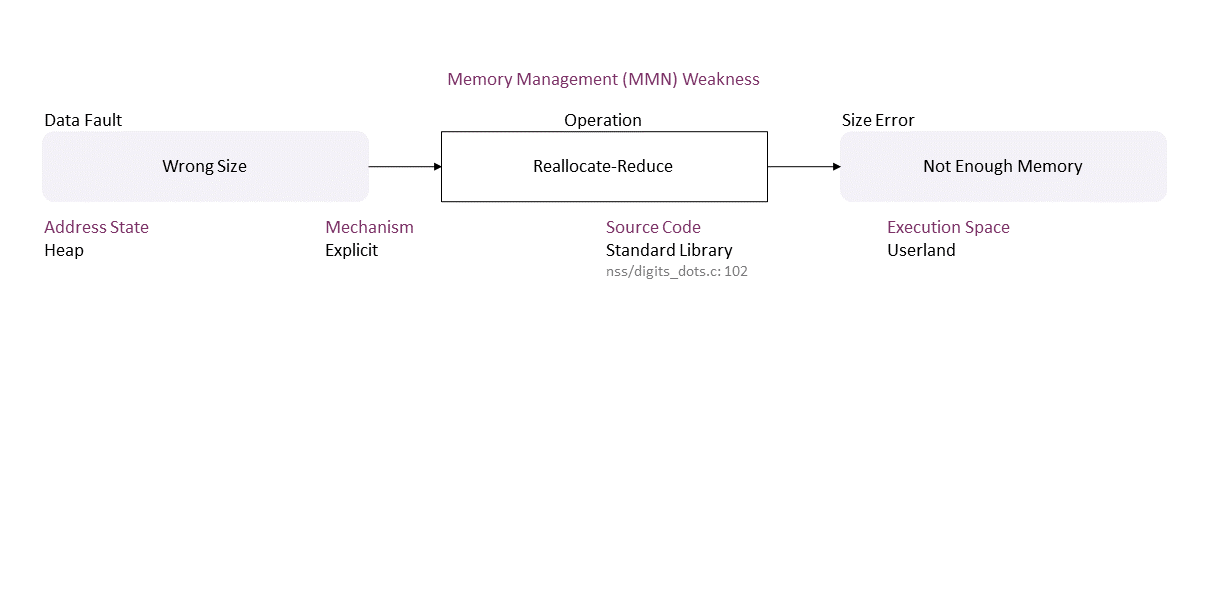 Memory Management (MMN) Weakness
Data Fault
Operation
Size Error
Wrong Size
Reallocate-Reduce
Not Enough Memory
Address State
Mechanism
Source Code
Execution Space
Heap
Explicit
Standard Library
Userland
nss/digits_dots.c: 102